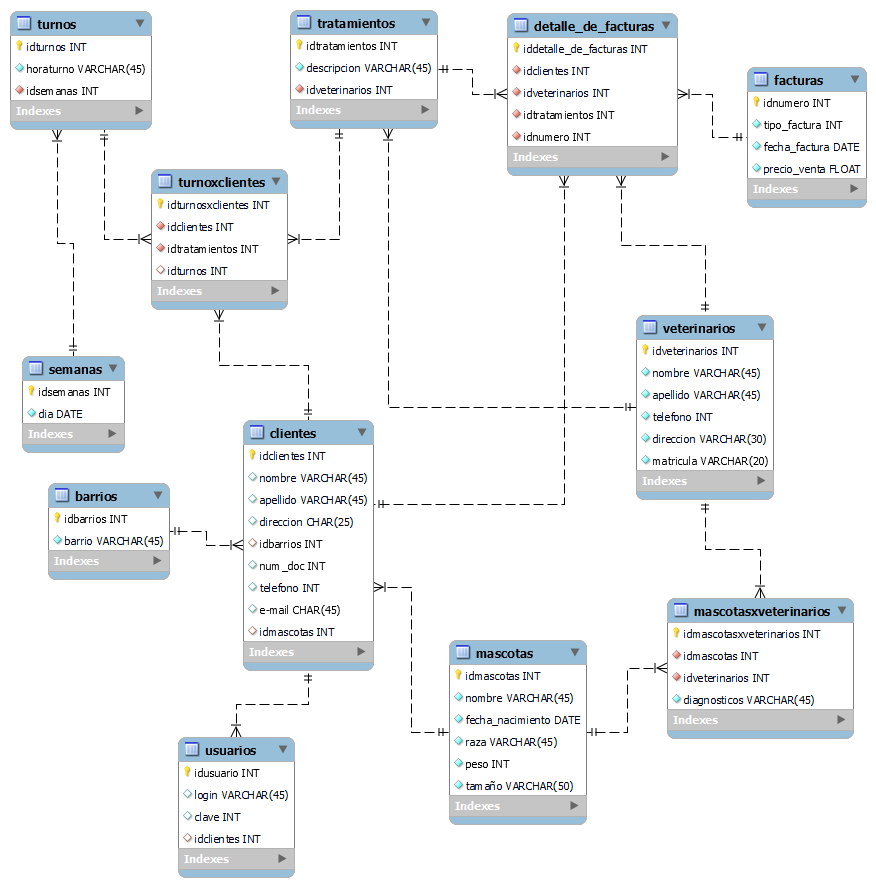 turnos
idturnos INT
horaturno VARCHAR(45)
idsemanas INT
Indexes
tratamientos
idtratamientos INT
descripcion VARCHAR(45)
idveterinarios INT
Indexes
detalle_de_facturas
iddetalle_de_facturas INT
idclientes INT
idveterinarios INT
idtratamientos INT
idnumero INT
Indexes
facturas
idnumero INT
tipo_factura INT
fecha_factura DATE
precio_venta FLOAT
Indexes
turnoxclientes
idturnosxclientes INT
idclientes INT
idtratamientos INT
idturnos INT
Indexes
semanas
idsemanas INT
dia DATE
Indexes
veterinarios
idveterinarios INT
nombre VARCHAR(45)
apellido VARCHAR(45)
telefono INT
direccion VARCHAR(30)
matricula VARCHAR(20)
Indexes
clientes
idclientes INT
nombre VARCHAR(45)
apellido VARCHAR(45)
direccion CHAR(25)
idbarrios INT
num_doc INT
telefono INT
e-mail CHAR(45)
idmascotas INT
Indexes
barrios
idbarrios INT
barrio VARCHAR(45)
Indexes
mascotasxveterinarios
idmascotasxveterinarios INT
idmascotas INT
idveterinarios INT
diagnosticos VARCHAR(45)
Indexes
mascotas
idmascotas INT
nombre VARCHAR(45)
fecha_nacimiento DATE
raza VARCHAR(45)
peso INT
tamaño VARCHAR(50)
Indexes
usuarios
idusuario INT
login VARCHAR(45)
clave INT
idclientes INT
Indexes